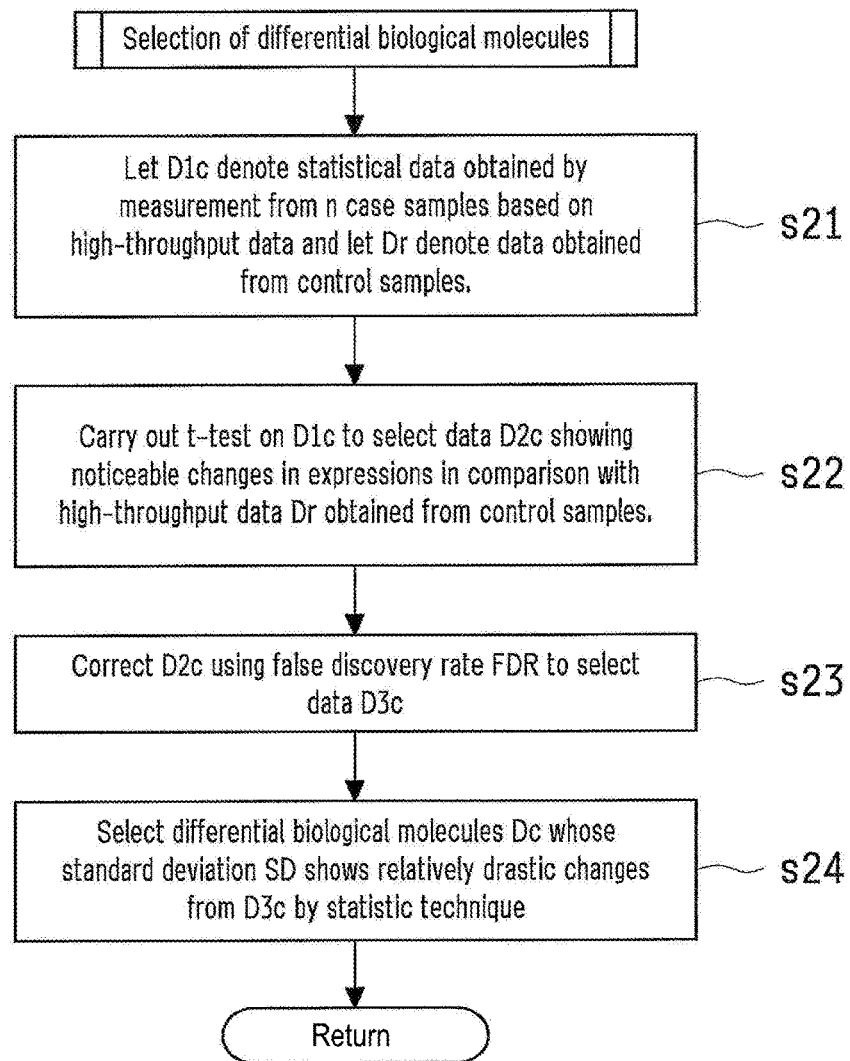 Selection of differential biological molecules
Let D1c denote statistical data obtained by
measurement from n case samples based on
high-throughput data and let Dr denote data obtained
from control samples.
s21
Carry out t-test on D1c to select data D2c showing
noticeable changes in expressions in comparison with
high-throughput data Dr obtained from control samples.
s22
Correct D2c using false discovery rate FDR to select
data D3c
s23
Select differential biological molecules Dc whose
standard deviation SD shows relatively drastic changes
from D3c by statistic technique
s24
Return